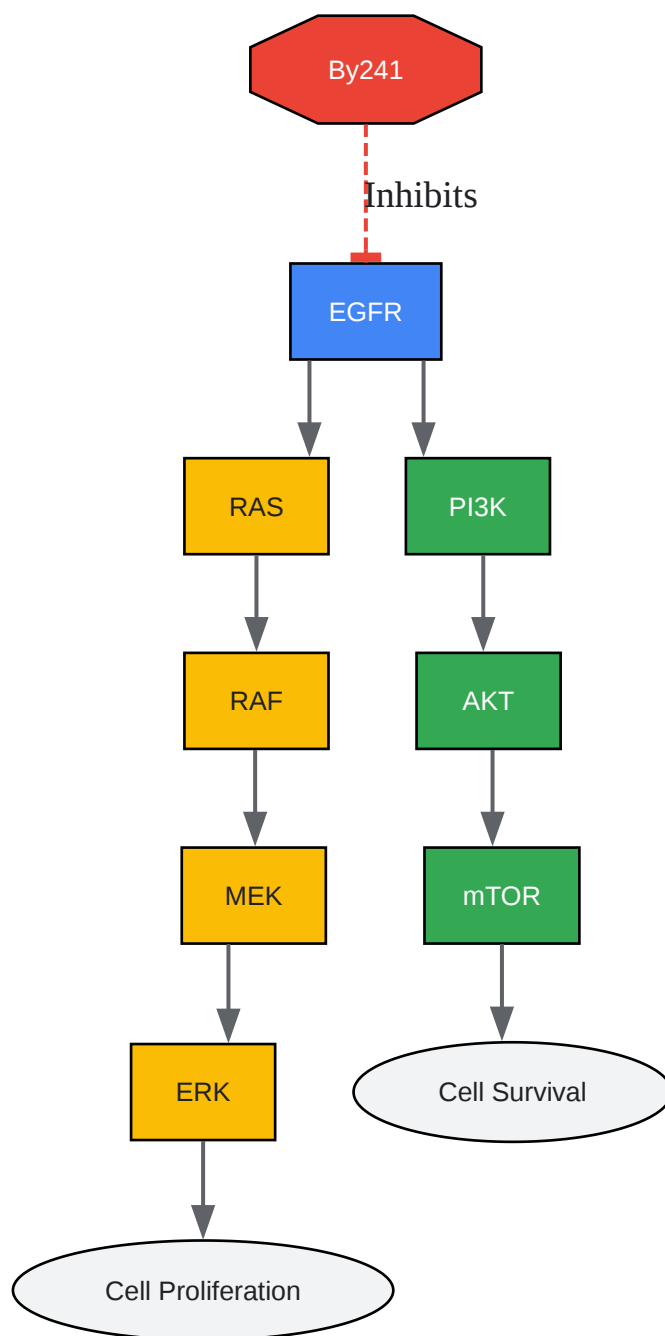 By241
Inhibits
EGFR
RAS
PI3K
RAF
AKT
MEK
mTOR
ERK
Cell Survival
Cell Proliferation